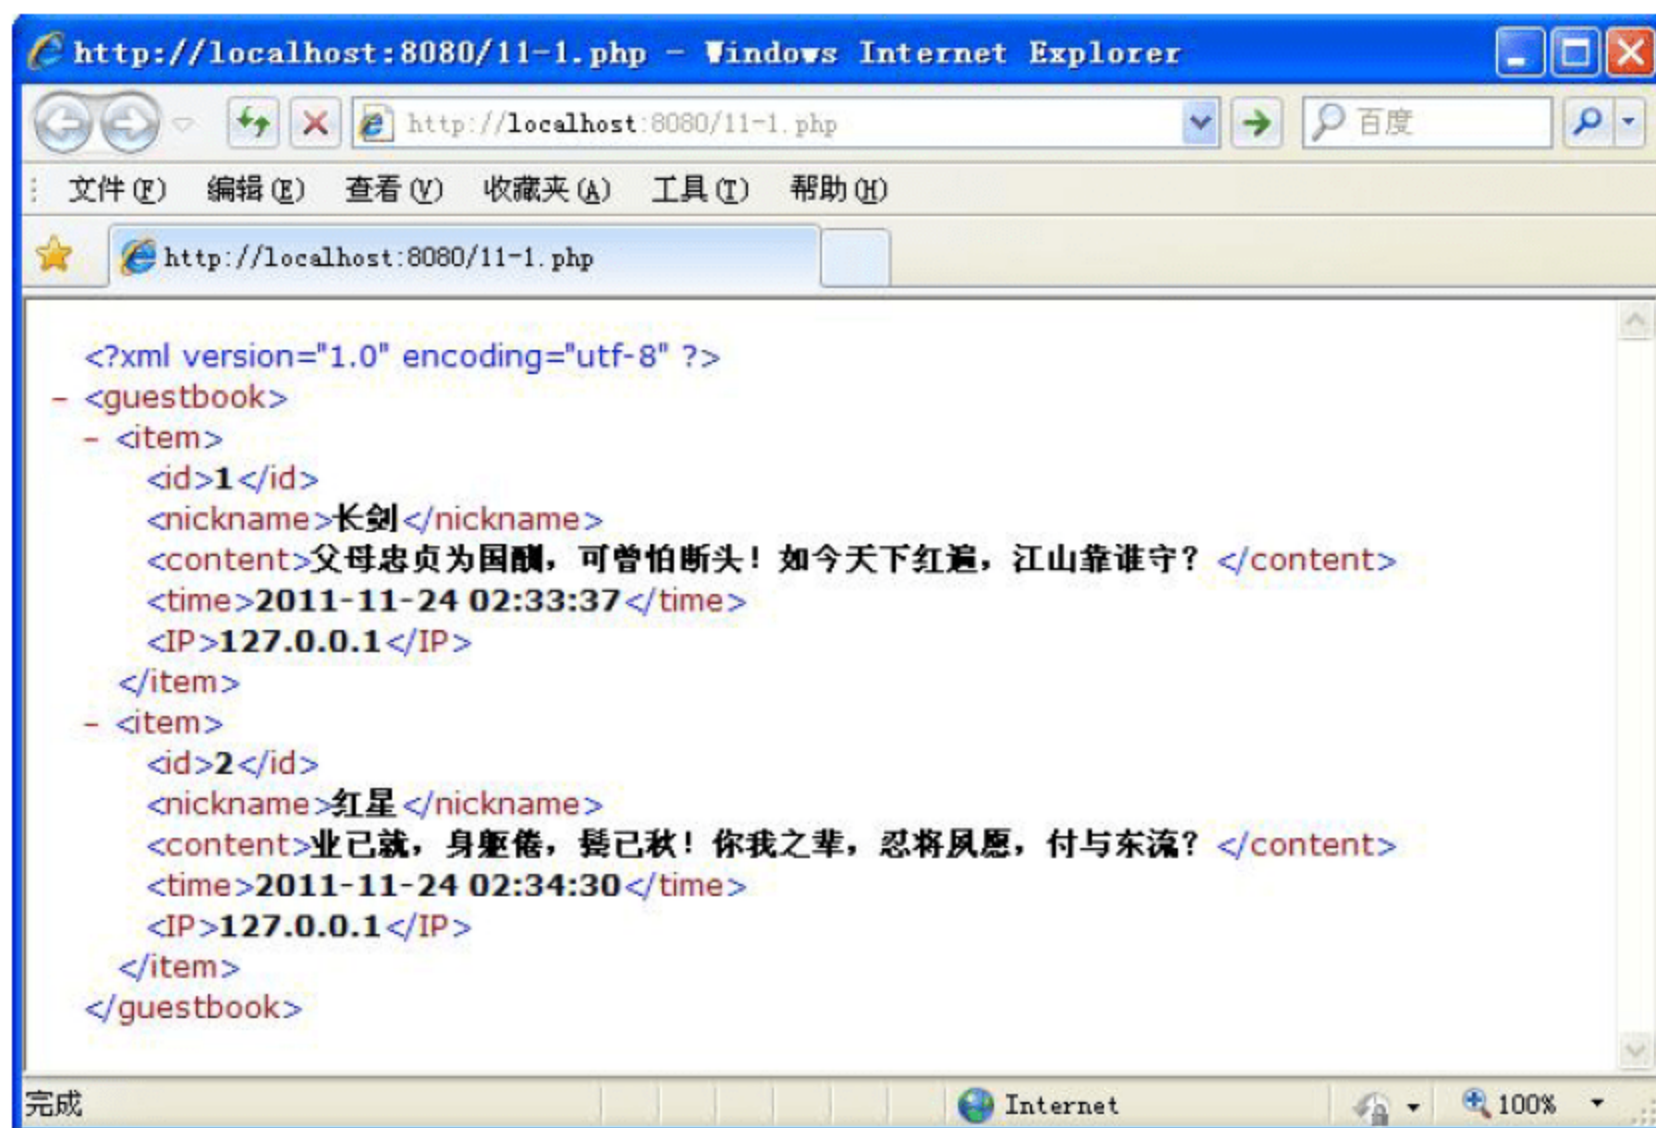 http://localhost:8080/11-1.php - Windows Internet Explorer
http://localhost:8080/11-1.php 百度
文件(F) 编辑(E) 查看(V) 收藏夹(A) 工具(T) 帮助(H)
http://localhost:8080/11-1.php
<?xml version="1.0" encoding="utf-8" ?>
- <guestbook>
- <item>
<id>1</id>
<nickname>长剑</nickname>
<content>父母忠贞为国酬，可曾怕断头！如今天下红遍，江山靠谁守？</content>
<time>2011-11-24 02:33:37</time>
<IP>127.0.0.1</IP>
</item>
- <item>
<id>2</id>
<nickname>红星</nickname>
<content>业已就，身躯倦，鬓已秋！你我之辈，忍将夙愿，付与东流？</content>
<time>2011-11-24 02:34:30</time>
<IP>127.0.0.1</IP>
</item>
</guestbook>
完成 Internet 100%